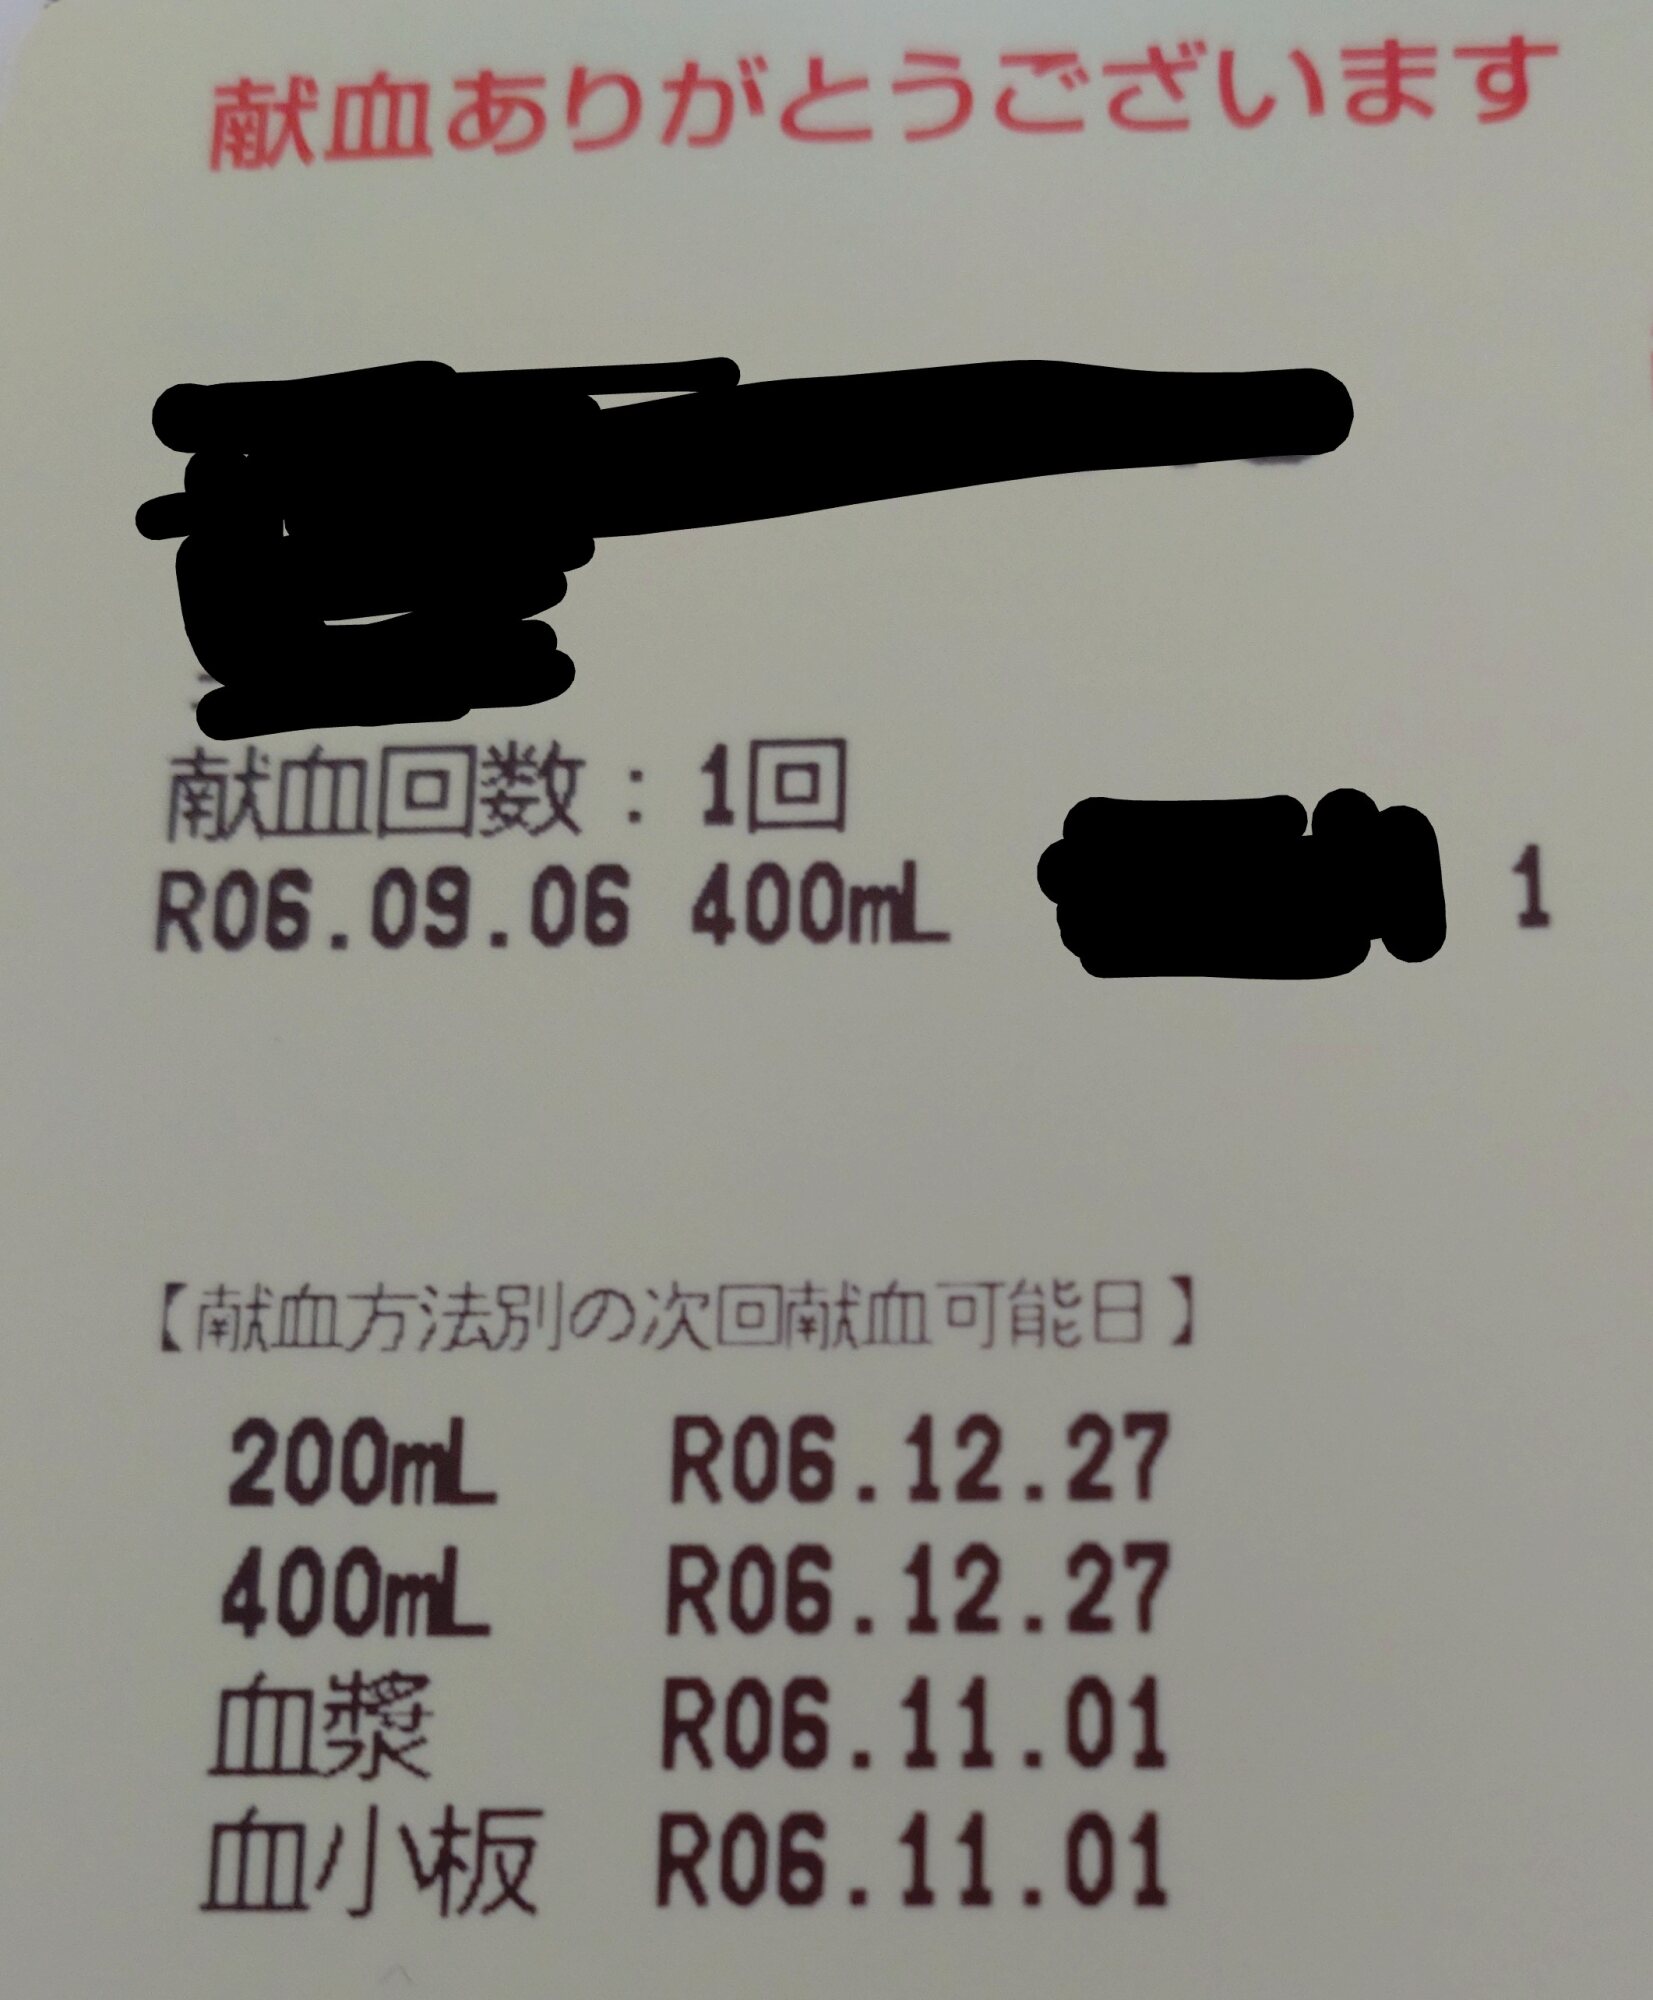 献血ありがとうございます
献血回数：1回
R06.09.06 400mL 1
【献血方法別の次回献血可能日】
200mL R06.12.27
400mL R06.12.27
血漿 R06.11.01
血小板 R06.11.01